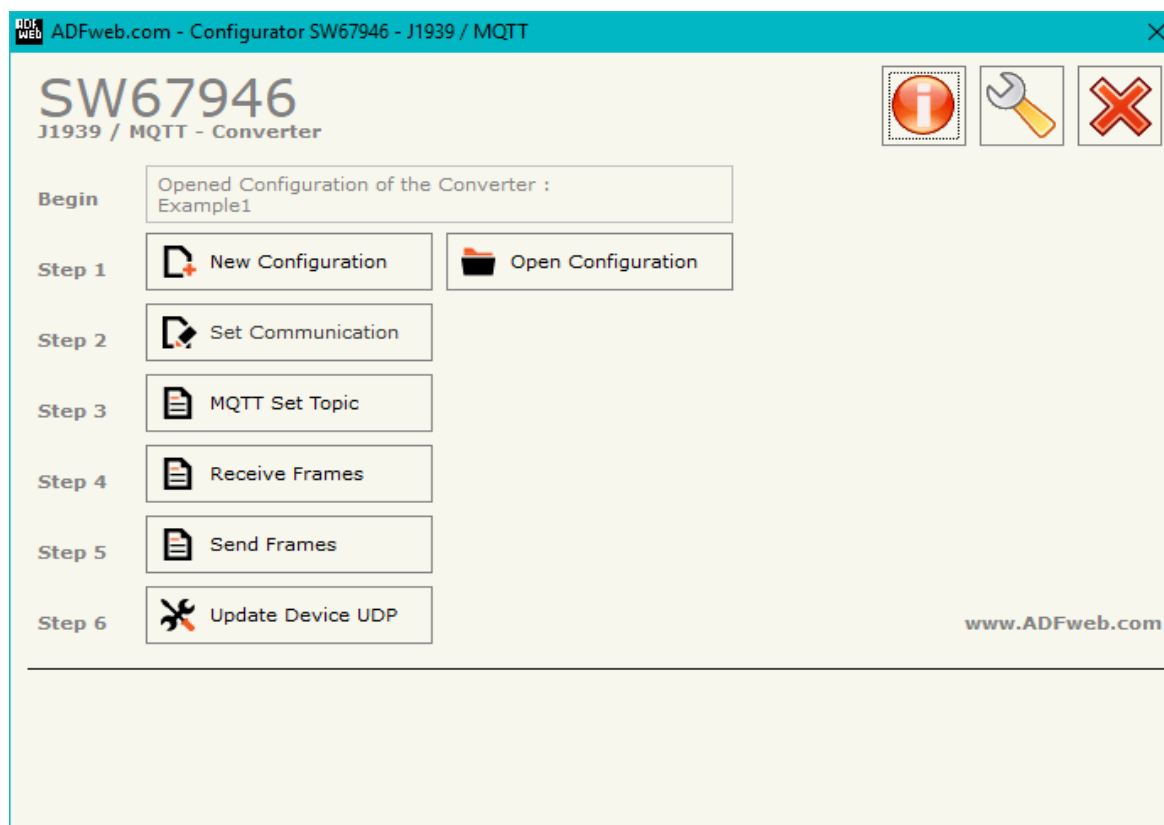 ADF WEB ADFweb.com - Configurator SW67946 - J1939 / MQTT
SW67946
J1939 / MQTT - Converter
Begin
Opened Configuration of the Converter :
Example1
Step 1
New Configuration
Open Configuration
Step 2
Set Communication
Step 3
MQTT Set Topic
Step 4
Receive Frames
Step 5
Send Frames
Step 6
Update Device UDP
www.ADFweb.com